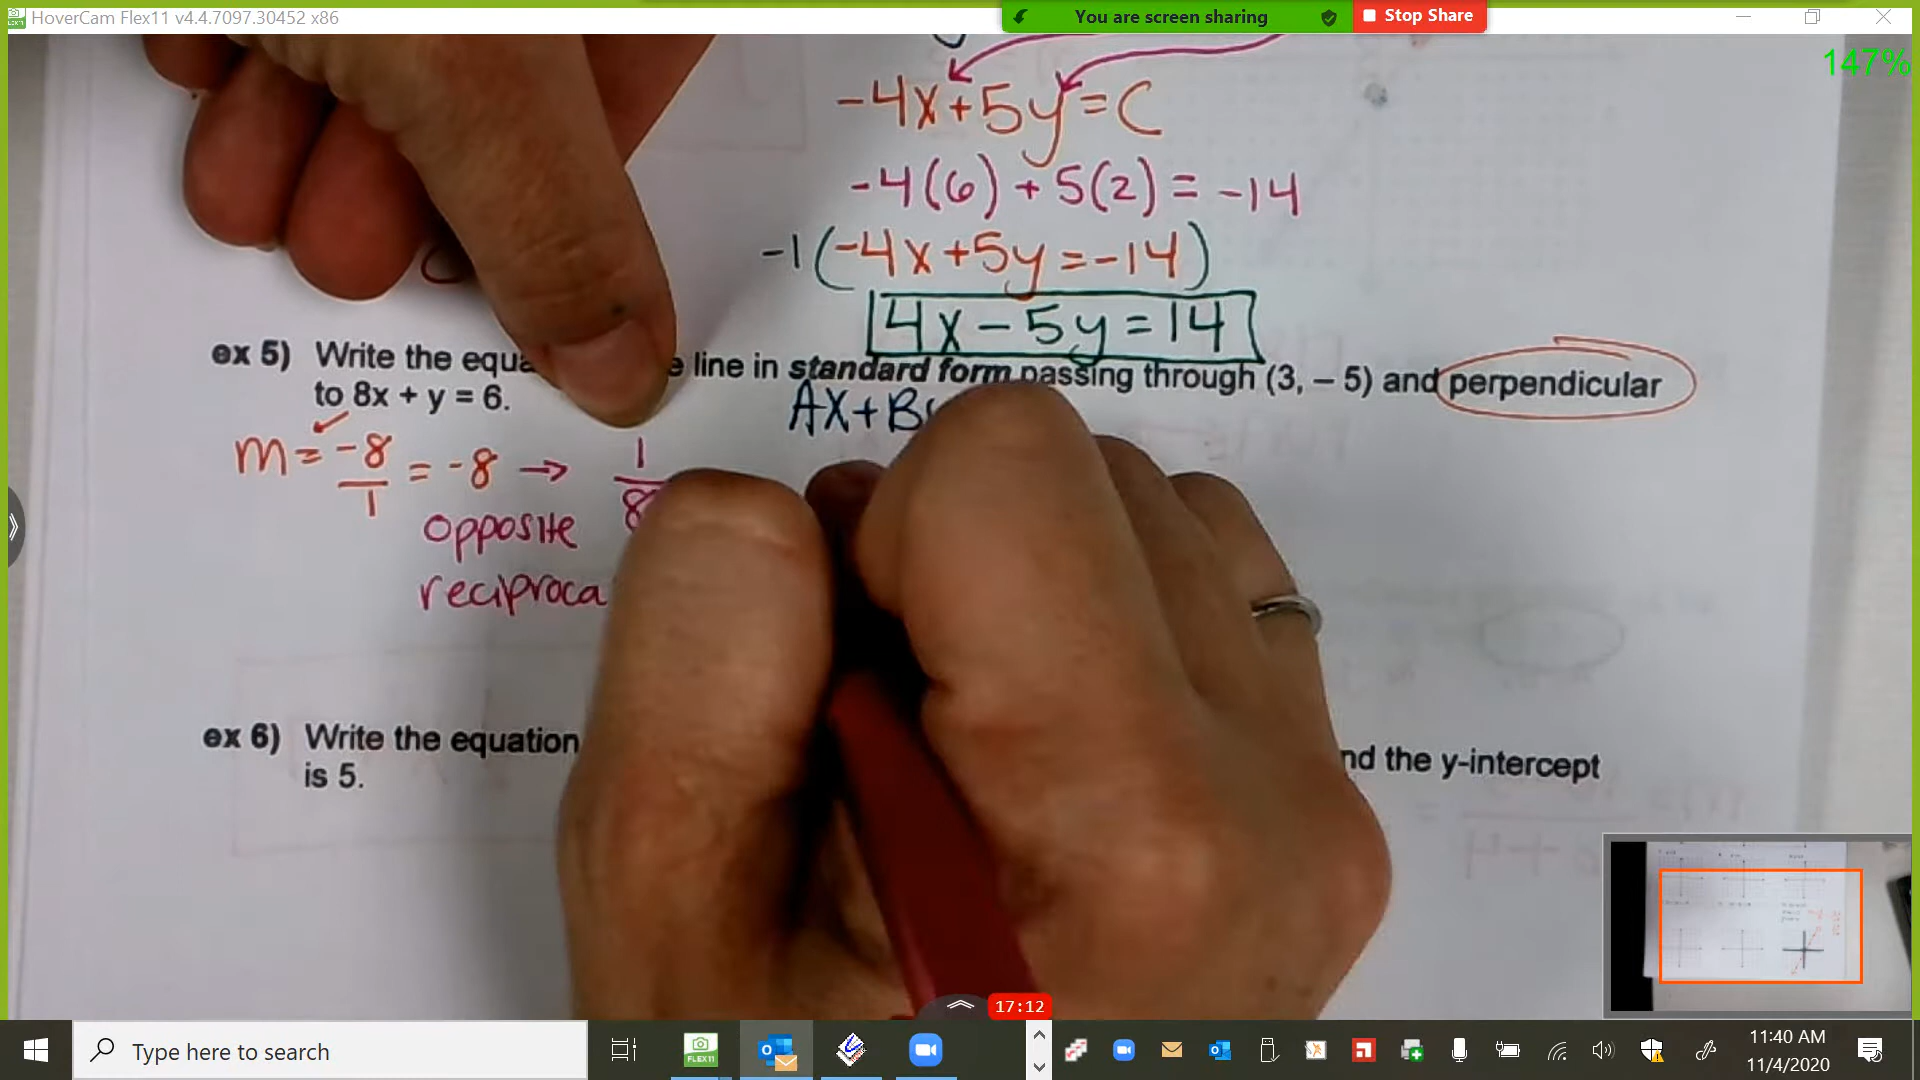 HoverCam Flex11 v4.4.7097.30452 x86
You are screen sharing
Stop Share
147%
-4x+5y=C
-4(6)+5(2)=-14
-1(-4x+5y=-14)
4x-5y=14
ex 5) Write the line in standard form passing through (3, – 5) and perpendicular
to 8x + y = 6.
Ax+B
m=-8/1=-8→ 1/8
opposite
ex 6) Write the equation nd the y-intercept
is 5.
17:12
Type here to search
FLEX11
11:40 AM
11/4/2020